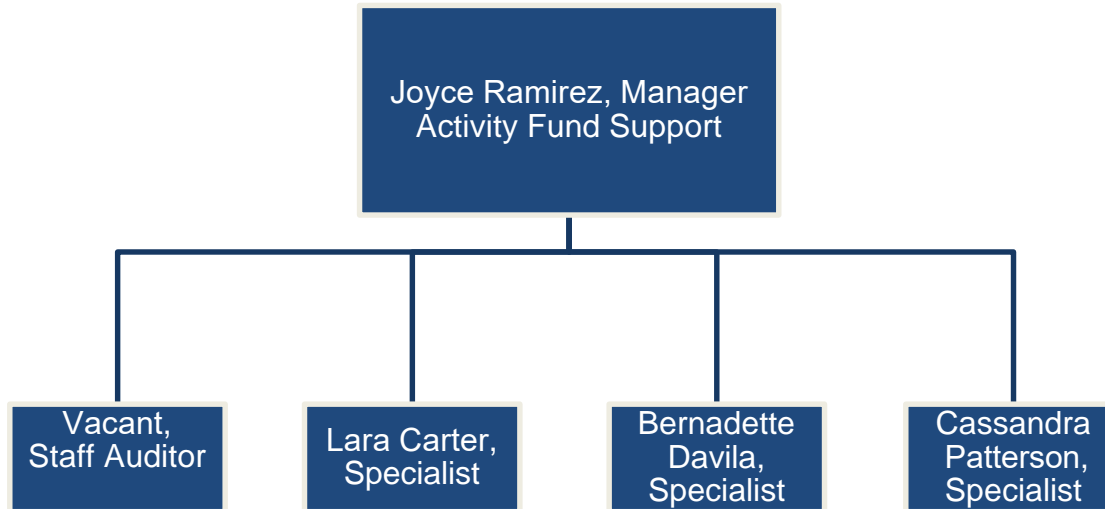 Joyce Ramirez, Manager
Activity Fund Support
Vacant,
Staff Auditor
Lara Carter,
Specialist
Bernadette
Davila,
Specialist
Cassandra
Patterson,
Specialist